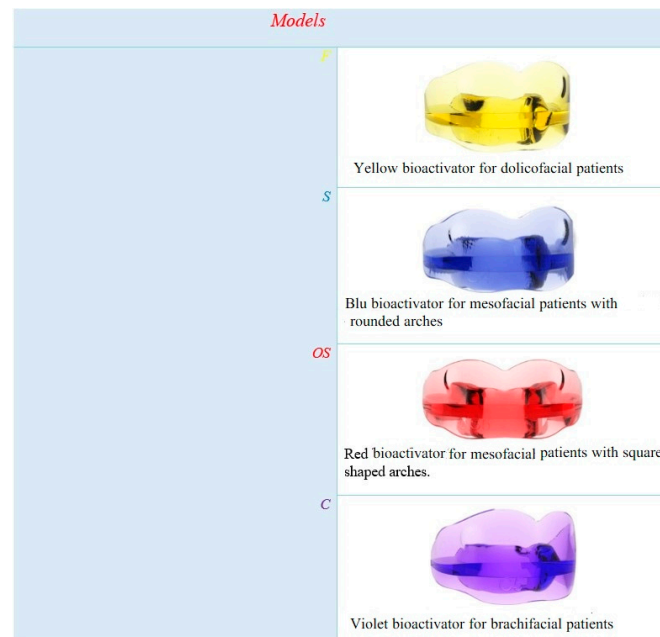 Models
F
Yellow bioactivator for dolicofacial patients
S
Blu bioactivator for mesofacial patients with
rounded arches
OS
Red bioactivator for mesofacial patients with square
shaped arches.
C
Violet bioactivator for brachifacial patients